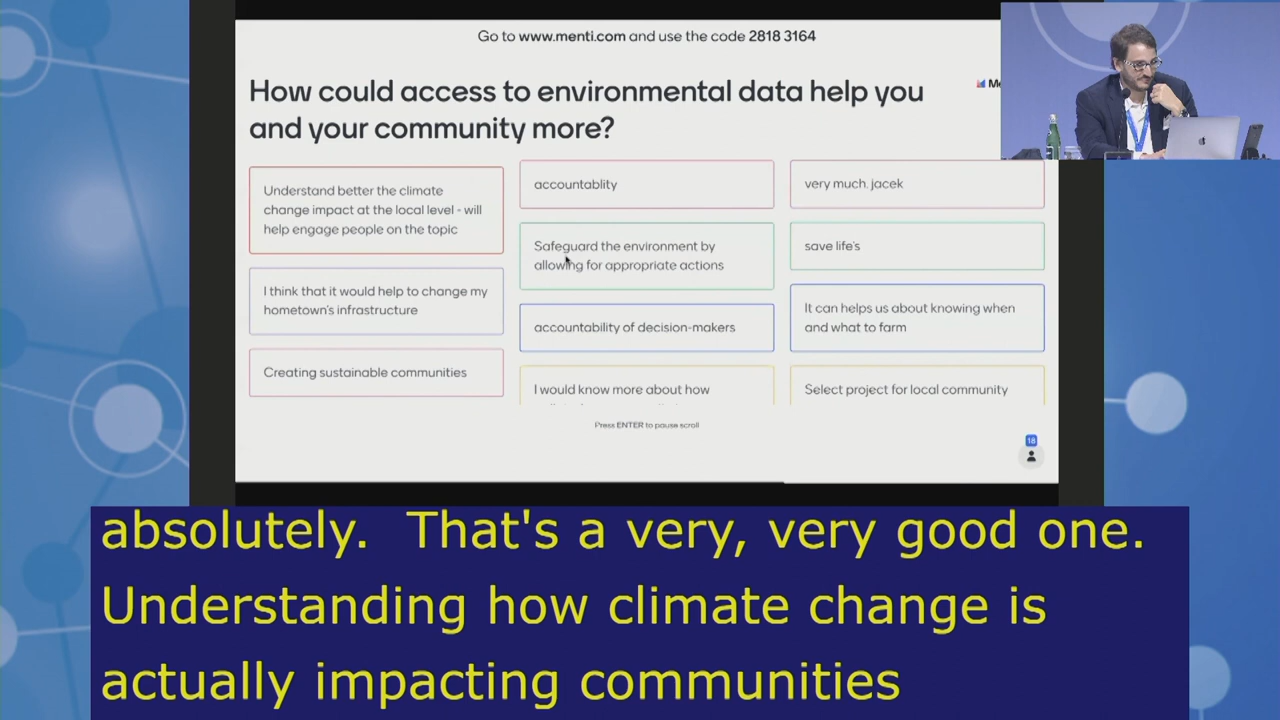 Go to www.menti.com and use the code 2818 3164
How could access to environmental data help you
and your community more?
Understand better the climate
change impact at the local level - will
help engage people on the topic
I think that it would help to change my
hometown's infrastructure
Creating sustainable communities
accountablity
Safeguard the environment by
allowing for appropriate actions
accountability of decision-makers
I would know more about how
very much. jacek
save life's
It can helps us about knowing when
and what to farm
Select project for local community
Press ENTER to pause scroll
18
absolutely. That's a very, very good one.
Understanding how climate change is
actually impacting communities